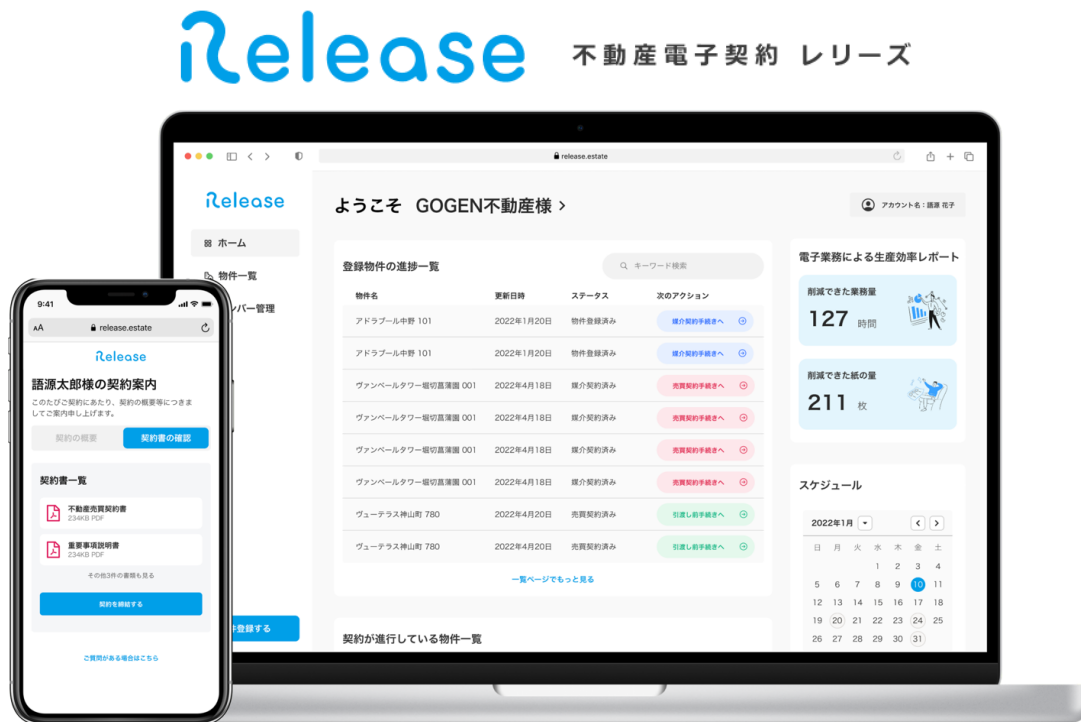 Release 不動産電子契約 レリーズ
release.estate
Release
ようこそ GOGEN不動産様
アカウント名：語源 花子
ホーム
物件一覧
ンバー管理
件登録する
登録物件の進捗一覧
キーワード検索
物件名 更新日時 ステータス 次のアクション
アドラブール中野 101 2022年1月20日 物件登録済み 媒介契約手続きへ
アドラブール中野 101 2022年1月20日 物件登録済み 媒介契約手続きへ
ヴァンベールタワー堀切菖蒲園 001 2022年4月18日 媒介契約済み 売買契約手続きへ
ヴァンベールタワー堀切菖蒲園 001 2022年4月18日 媒介契約済み 売買契約手続きへ
ヴァンベールタワー堀切菖蒲園 001 2022年4月18日 媒介契約済み 売買契約手続きへ
ヴァンベールタワー堀切菖蒲園 001 2022年4月18日 媒介契約済み 売買契約手続きへ
ヴューテラス神山町 780 2022年4月20日 売買契約済み 引渡し前手続きへ
ヴューテラス神山町 780 2022年4月20日 売買契約済み 引渡し前手続きへ
一覧ページでもっと見る
契約が進行している物件一覧
電子業務による生産効率レポート
削減できた業務量
127 時間
削減できた紙の量
211 枚
スケジュール
2022年1月
日 月 火 水 木 金 土
1 2 3 4
5 6 7 8 9 10 11
12 13 14 15 16 17 18
19 20 21 22 23 24 25
26 27 28 29 30 31
9:41
AA release.estate
Release
語源太郎様の契約案内
このたびご契約にあたり、契約の概要等につきま
してご案内申し上げます。
契約の概要 契約書の確認
契約書一覧
不動産売買契約書
234KB PDF
重要事項説明書
234KB PDF
その他3件の書類も見る
契約を締結する
ご質問がある場合はこちら